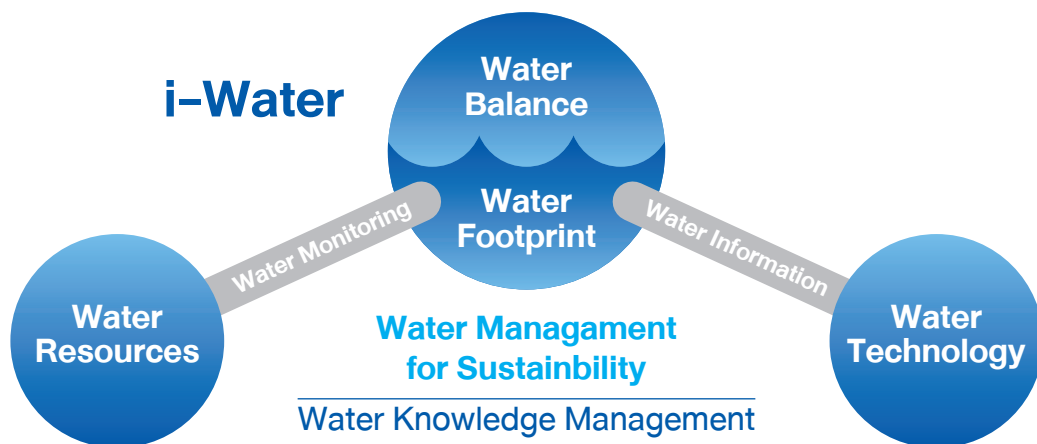 i-Water
Water
Balance
Water
Footprint
Water Monitoring
Water Information
Water
Resources
Water
Technology
Water Managament
for Sustainbility
Water Knowledge Management